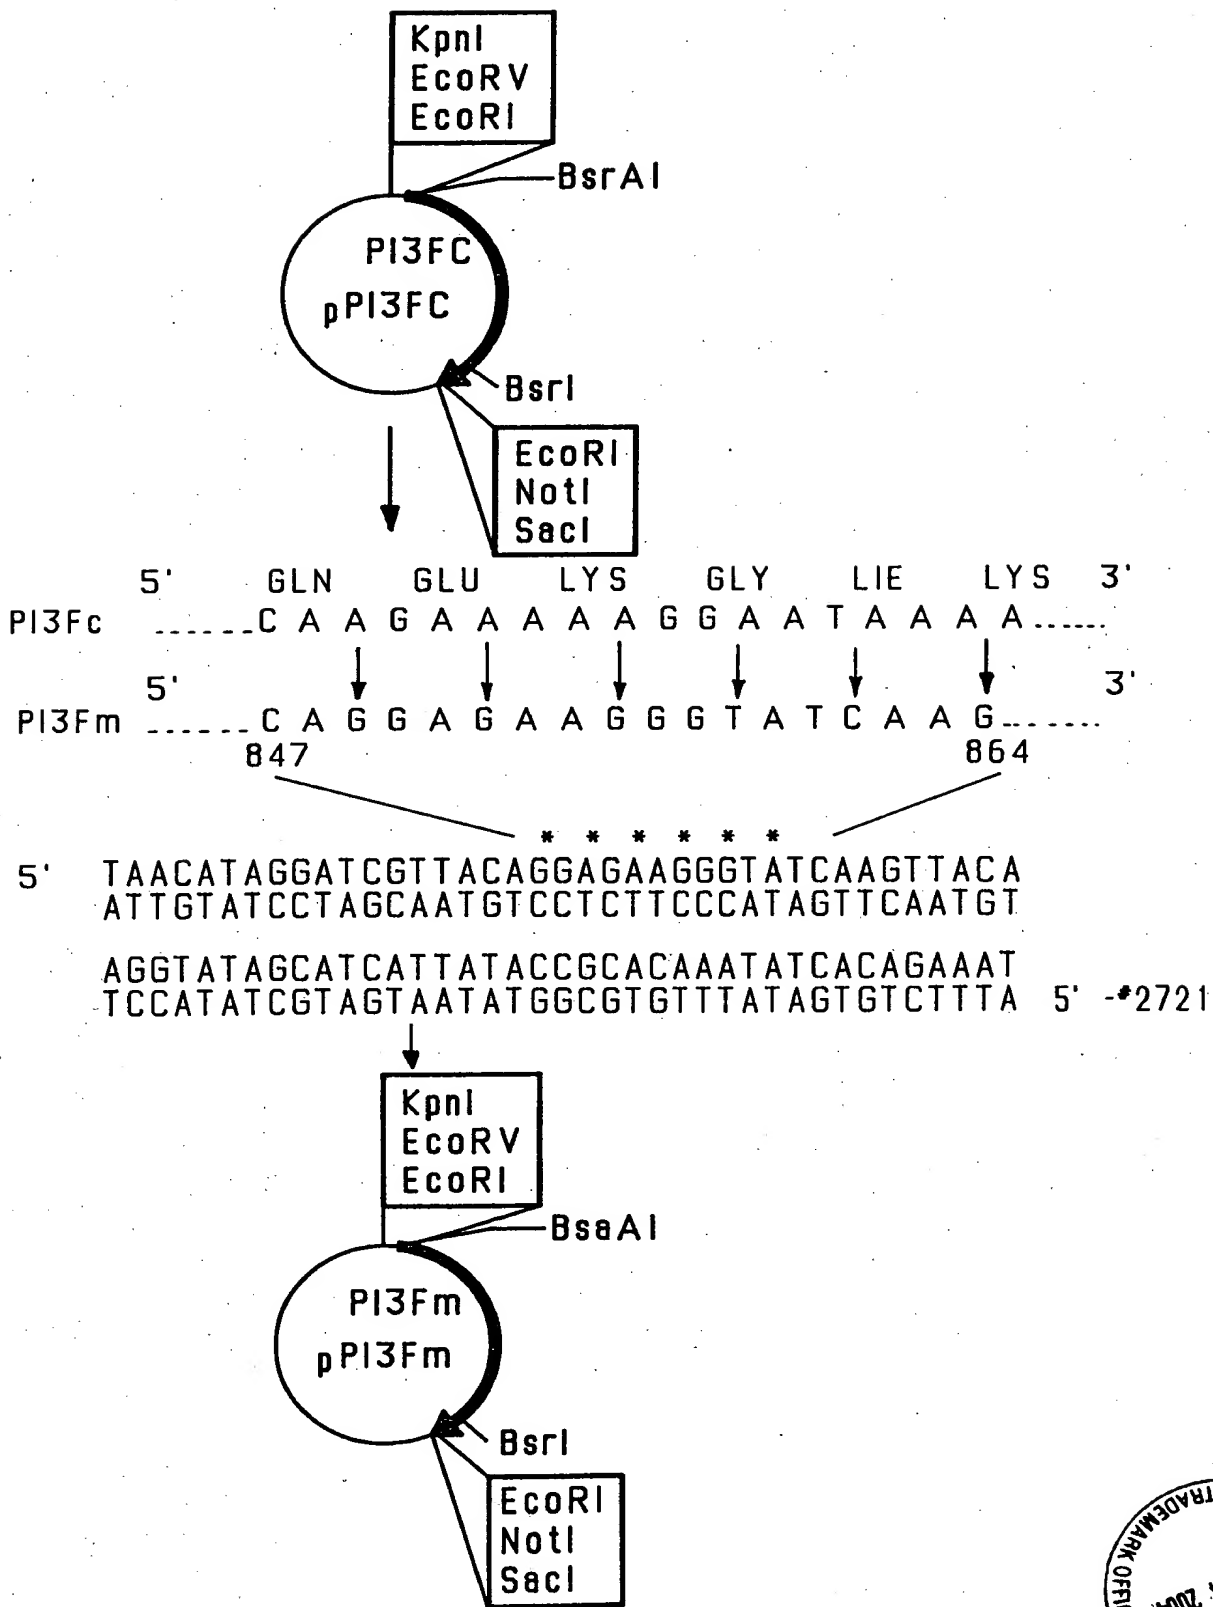 KpnI
EcoRV
EcoRI
BsrAI
PI3FC
pPI3FC
BsrI
EcoRI
NotI
SacI
5' GLN GLU LYS GLY LIE LYS 3'
PI3Fc ......C A A G A A A A A G G A A T A A A A......
5' 3'
PI3Fm ......C A G G A G A A G G G T A T C A A G.......
847 864
* * * * * *
5' TAACATAGGATCGTTACAGGAGAAGGGTATCAAGTTACA
ATTGTATCCTAGCAATGTCCTCTTCCCATAGTTCAATGT
AGGTATAGCATCATTATACCGCACAAATATCACAGAAAT
TCCATATCGTAGTAATATGGCGTGTTTATAGTGTCTTTA 5' -#2721
KpnI
EcoRV
EcoRI
BsaAI
PI3Fm
pPI3Fm
BsrI
EcoRI
NotI
SacI
TRADEMARK